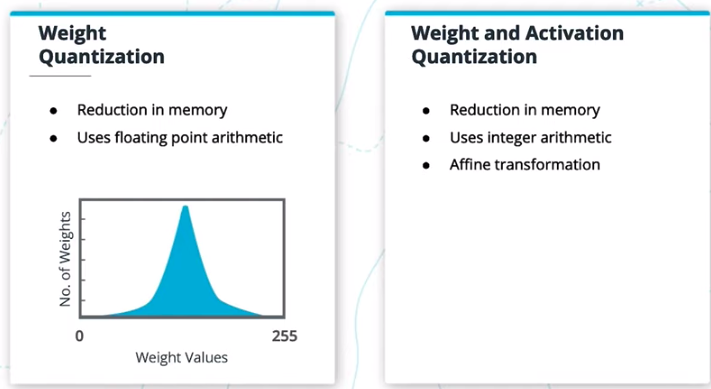 Weight
Quantization
● Reduction in memory
● Uses floating point arithmetic
No. of Weights
0
255
Weight Values
Weight and Activation
Quantization
● Reduction in memory
● Uses integer arithmetic
● Affine transformation